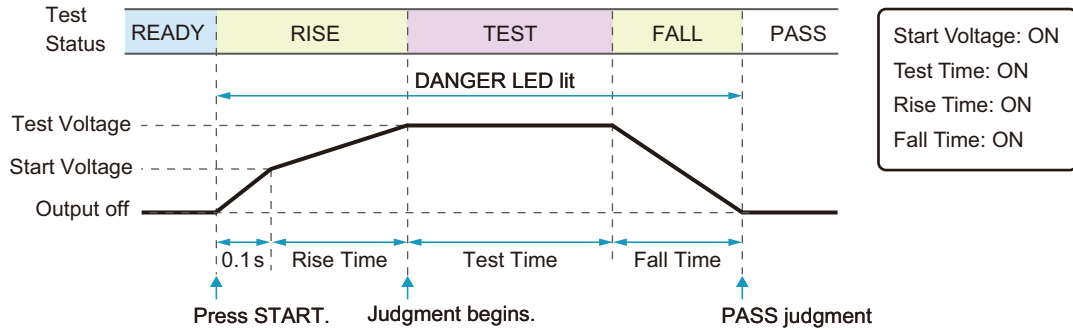 Test
Status
READY
RISE
TEST
FALL
PASS
Start Voltage: ON
Test Time: ON
Rise Time: ON
Fall Time: ON
DANGER LED lit
Test Voltage
Start Voltage
Output off
0.1 s
Rise Time
Test Time
Fall Time
Press START.
Judgment begins.
PASS judgment